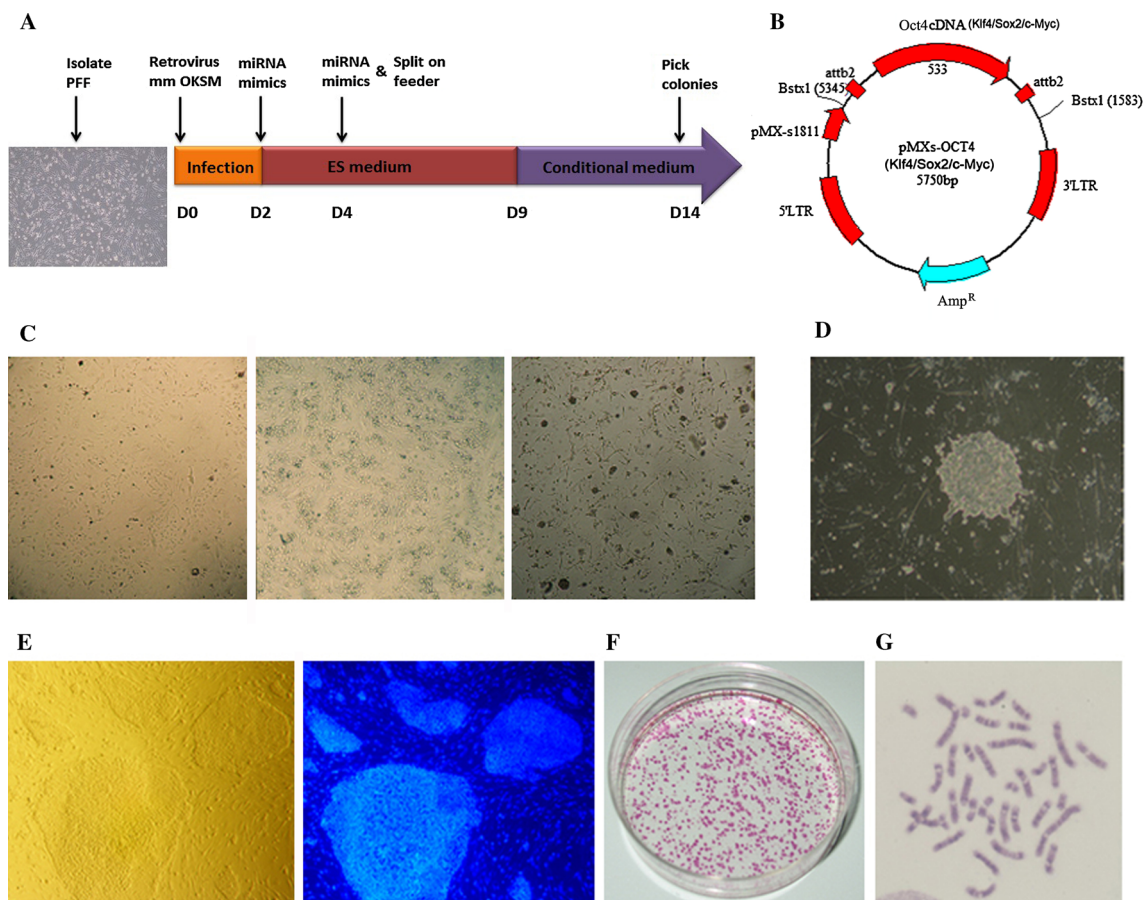 A
Isolate
PFF
Retrovirus
mm OKSM
miRNA
mimics
miRNA
mimics
&
Split on
feeder
Pick
colonies
Infection
ES medium
Conditional medium
D0
D2
D4
D9
D14
B
Oct4cDNA (Klf4/Sox2/c-Myc)
533
attb2
attb2
Bstx1 (5345)
Bstx1 (1583)
pMX-s1811
pMXs-OCT4
(Klf4/Sox2/c-Myc)
5750bp
5'LTR
3'LTR
Amp R
C
D
E
F
G